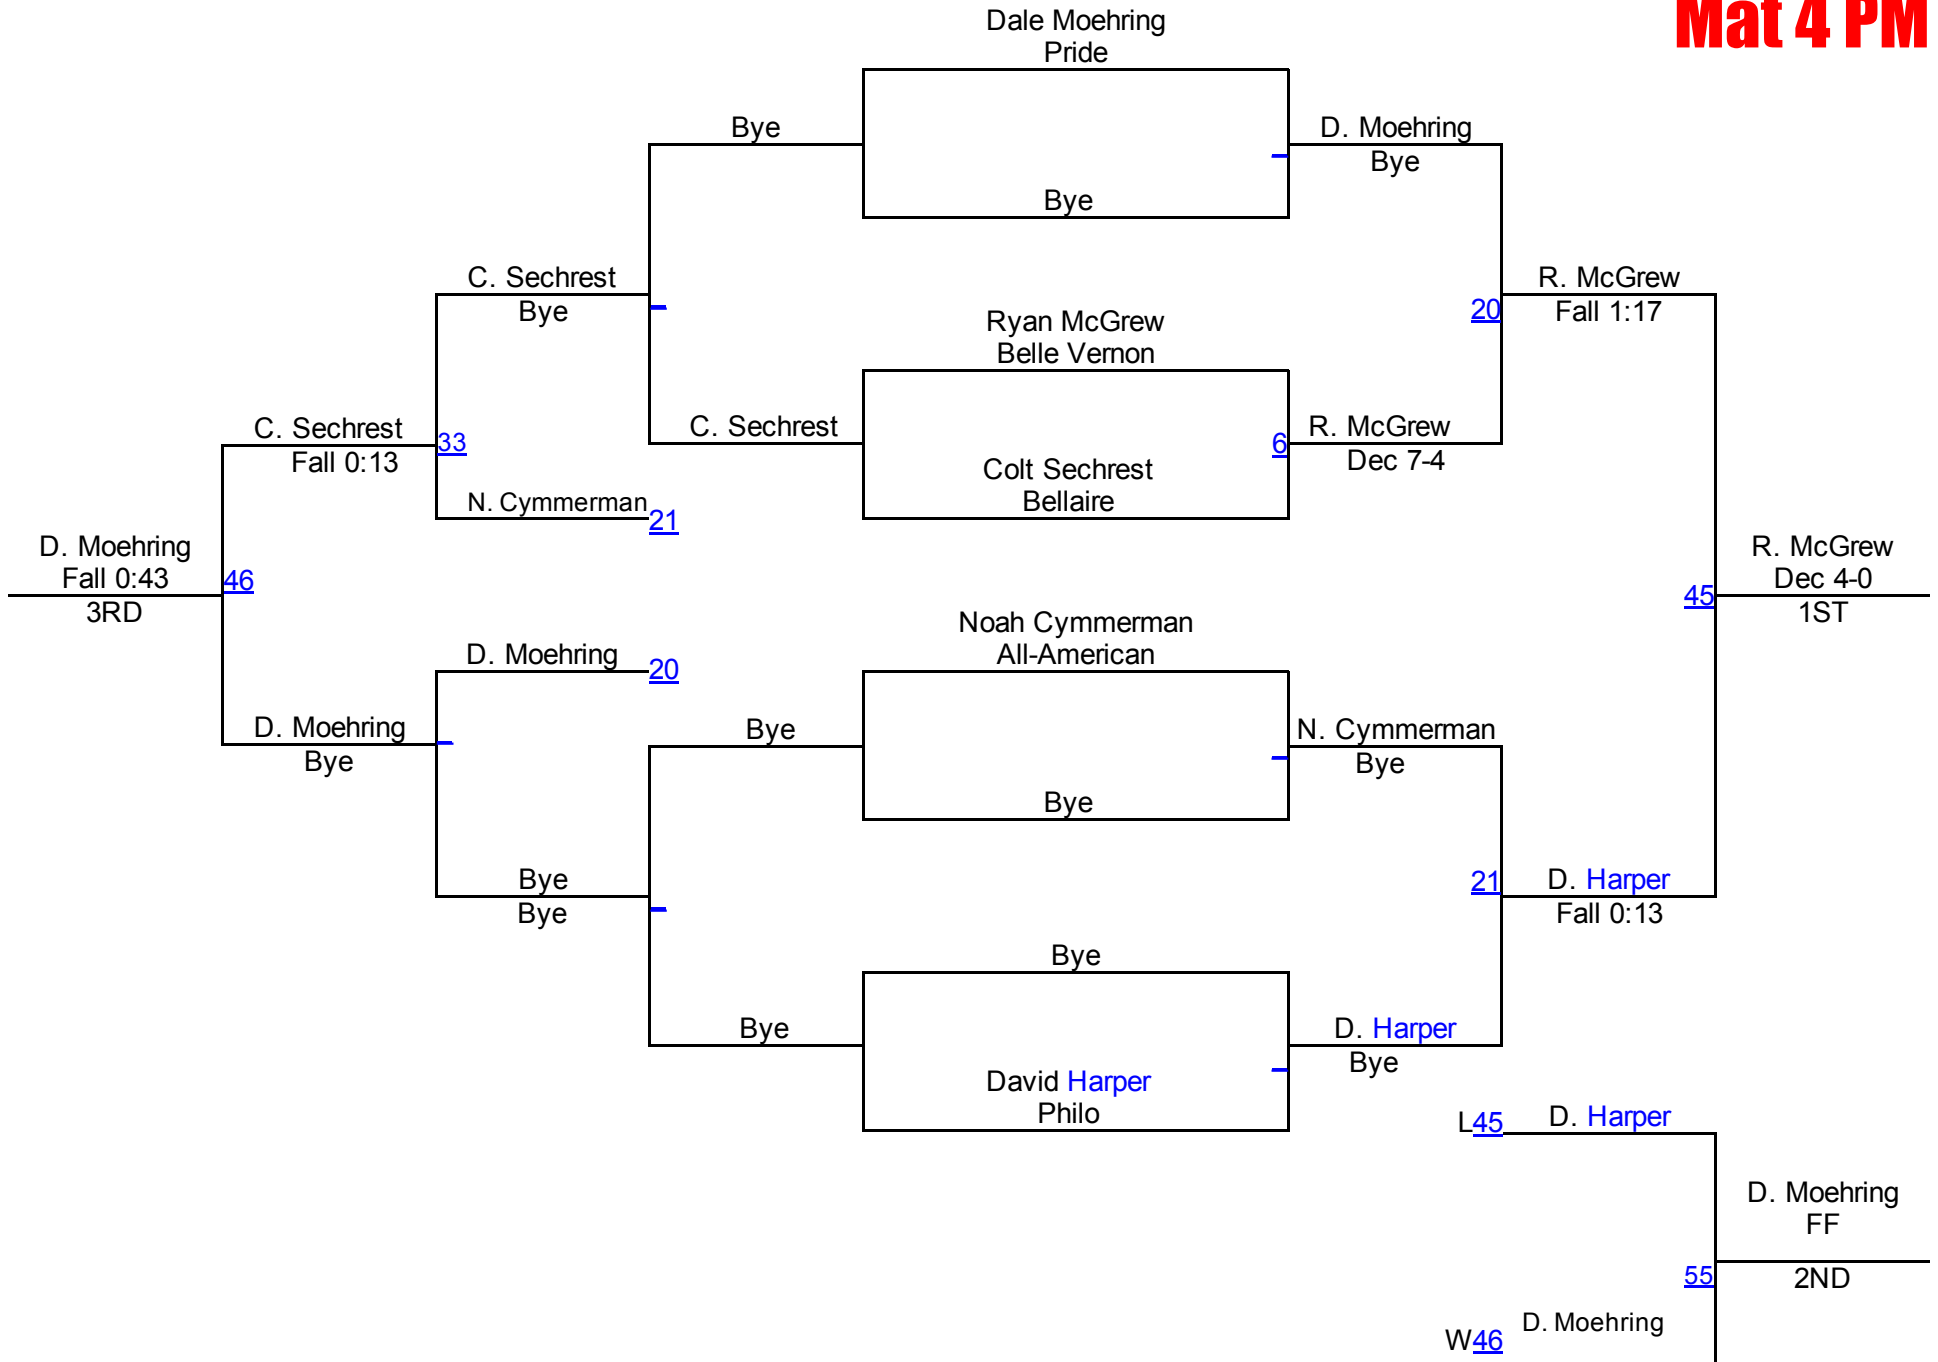 Mat 4 PM
Dale Moehring
Pride
Bye
D. Moehring
Bye
Bye
C. Sechrest
Bye
R. McGrew
20
Fall 1:17
Ryan McGrew
Belle Vernon
C. Sechrest
Fall 0:13
33
C. Sechrest
6
R. McGrew
Dec 7-4
Colt Sechrest
Bellaire
N. Cymmerman
21
D. Moehring
Fall 0:43
3RD
46
R. McGrew
Dec 4-0
1ST
45
Noah Cymmerman
All-American
D. Moehring
20
D. Moehring
Bye
Bye
N. Cymmerman
Bye
Bye
Bye
Bye
21
D. Harper
Fall 0:13
Bye
Bye
D. Harper
Bye
David Harper
Philo
L45
D. Harper
D. Moehring
FF
2ND
55
W46
D. Moehring